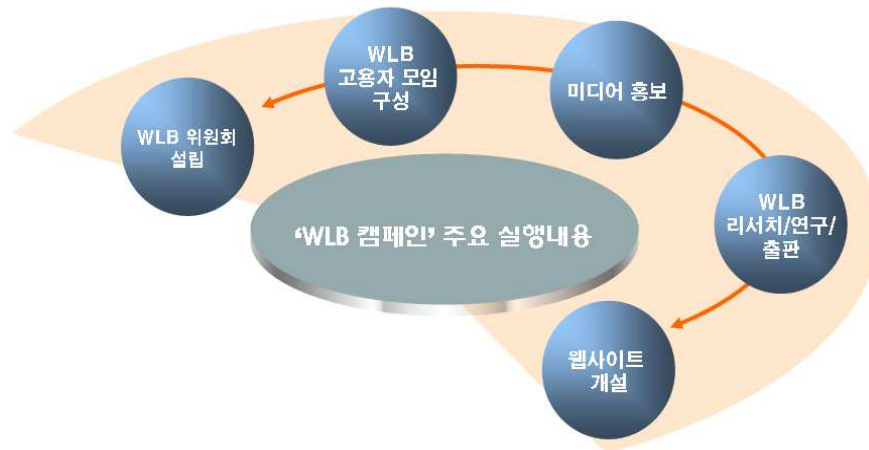 WLB
고용자 모임
구성
미디어 홍보
WLB 위원회
설립
WLB
리서치/연구/
출판
‘WLB 캠페인’ 주요 실행내용
웹사이트
개설